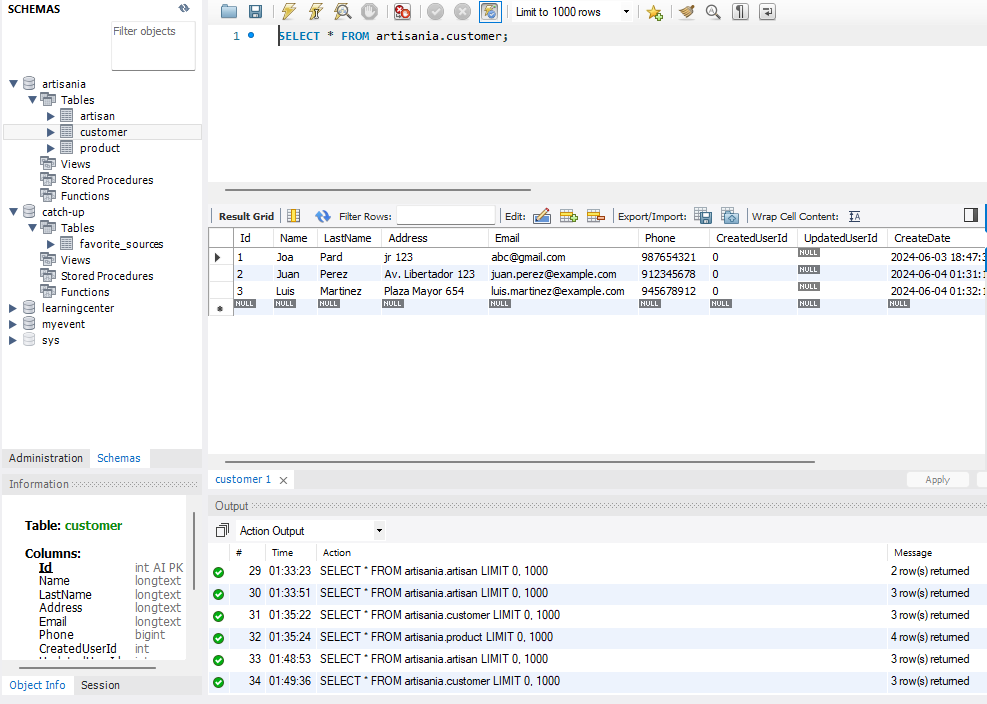 SCHEMAS
Filter objects
artisania
Tables
artisan
customer
product
Views
Stored Procedures
Functions
catch-up
Tables
favorite_sources
Views
Stored Procedures
Functions
learningcenter
myevent
sys
Administration Schemas
Information
Table: customer
Columns:
Id int AI PK
Name longtext
LastName longtext
Address longtext
Email longtext
Phone bigint
CreatedUserId int
Object Info Session
Limit to 1000 rows
1 SELECT * FROM artisania.customer;
Result Grid Filter Rows: Edit: Export/Import: Wrap Cell Content:
Id Name LastName Address Email Phone CreatedUserId UpdatedUserId CreateDate
1 Joa Pard jr 123 abc@gmail.com 987654321 0 NULL 2024-06-03 18:47:
2 Juan Perez Av. Libertador 123 juan.perez@example.com 912345678 0 NULL 2024-06-04 01:31:
3 Luis Martinez Plaza Mayor 654 luis.martinez@example.com 945678912 0 NULL 2024-06-04 01:32:
NULL NULL NULL NULL NULL NULL NULL NULL NULL
customer 1
Apply
Output
Action Output
# Time Action Message
29 01:33:23 SELECT * FROM artisania.artisan LIMIT 0, 1000 2 row(s) returned
30 01:33:51 SELECT * FROM artisania.artisan LIMIT 0, 1000 3 row(s) returned
31 01:35:22 SELECT * FROM artisania.customer LIMIT 0, 1000 3 row(s) returned
32 01:35:24 SELECT * FROM artisania.product LIMIT 0, 1000 4 row(s) returned
33 01:48:53 SELECT * FROM artisania.artisan LIMIT 0, 1000 3 row(s) returned
34 01:49:36 SELECT * FROM artisania.customer LIMIT 0, 1000 3 row(s) returned